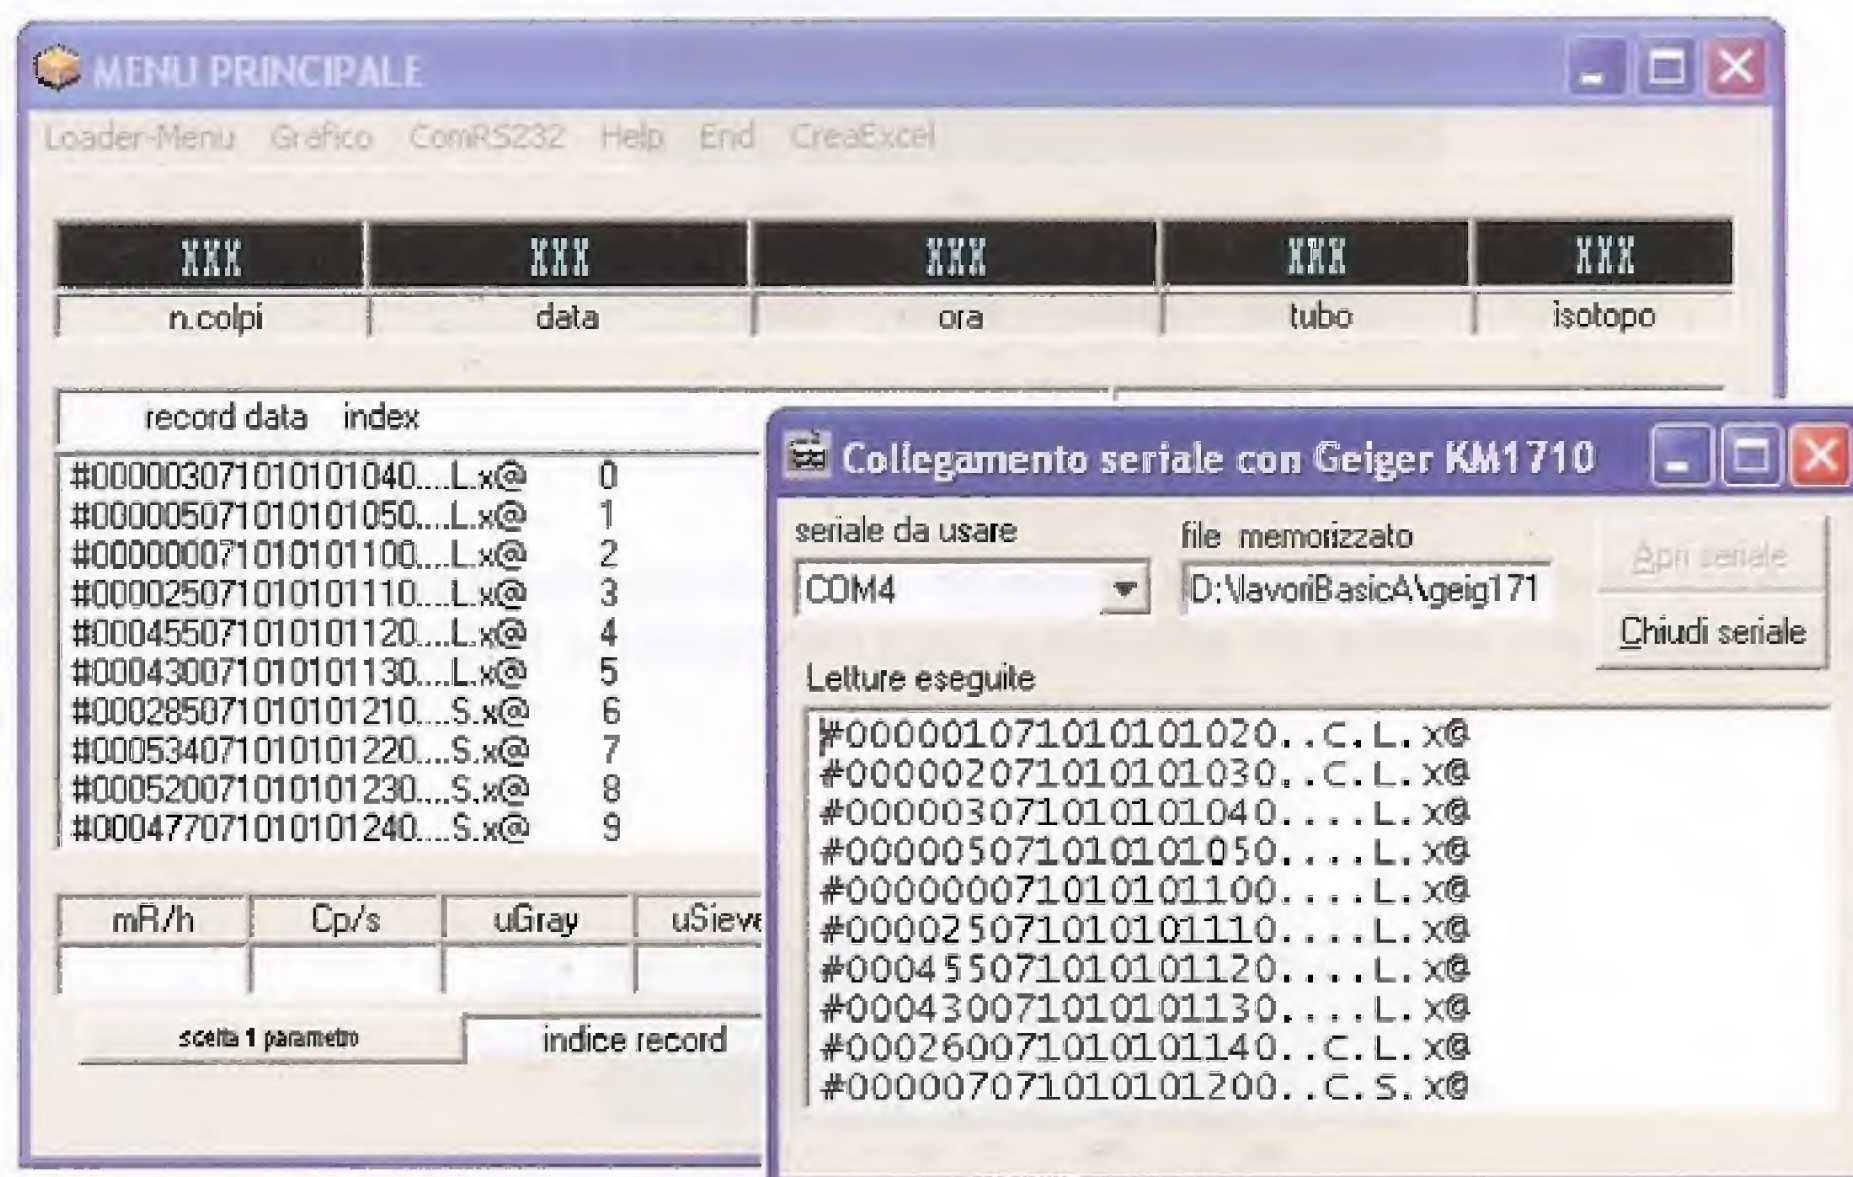 MENU PRINCIPALE
Loader-Menu Grafico ComRS232 Help End CreaExcel
XXX XXX XXX XXX XXX
n.colpi data ora tubo isotopo
record data index
#000003071010101040....L.x@ 0
#000005071010101050....L.x@ 1
#000000071010101100....L.x@ 2
#000025071010101110....L.x@ 3
#000455071010101120....L.x@ 4
#000430071010101130....L.x@ 5
#000285071010101210....S.x@ 6
#000534071010101220....S.x@ 7
#000520071010101230....S.x@ 8
#000477071010101240....S.x@ 9
mR/h Cp/s uGray uSieve
scelta 1 parametro indice record
Collegamento seriale con Geiger KM1710
seriale da usare file memorizzato
COM4 D:\lavoriBasicA\geig171
Apri seriale
Chiudi seriale
Letture eseguite
#000001071010101020..C.L.x@
#000002071010101030..C.L.x@
#000003071010101040....L.x@
#000005071010101050....L.x@
#000000071010101100....L.x@
#000025071010101110....L.x@
#000455071010101120....L.x@
#000430071010101130....L.x@
#000260071010101140..C.L.x@
#000007071010101200..C.S.x@